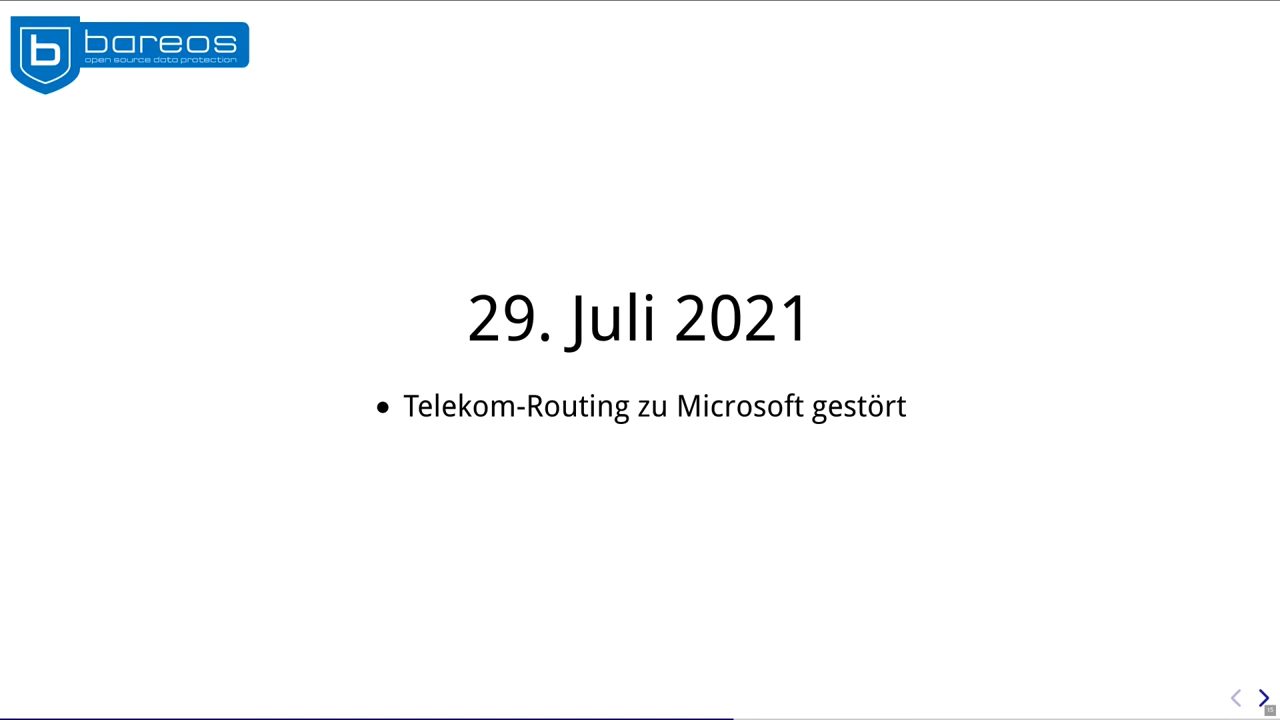 b bareos
open source data protection
29. Juli 2021
• Telekom-Routing zu Microsoft gestört